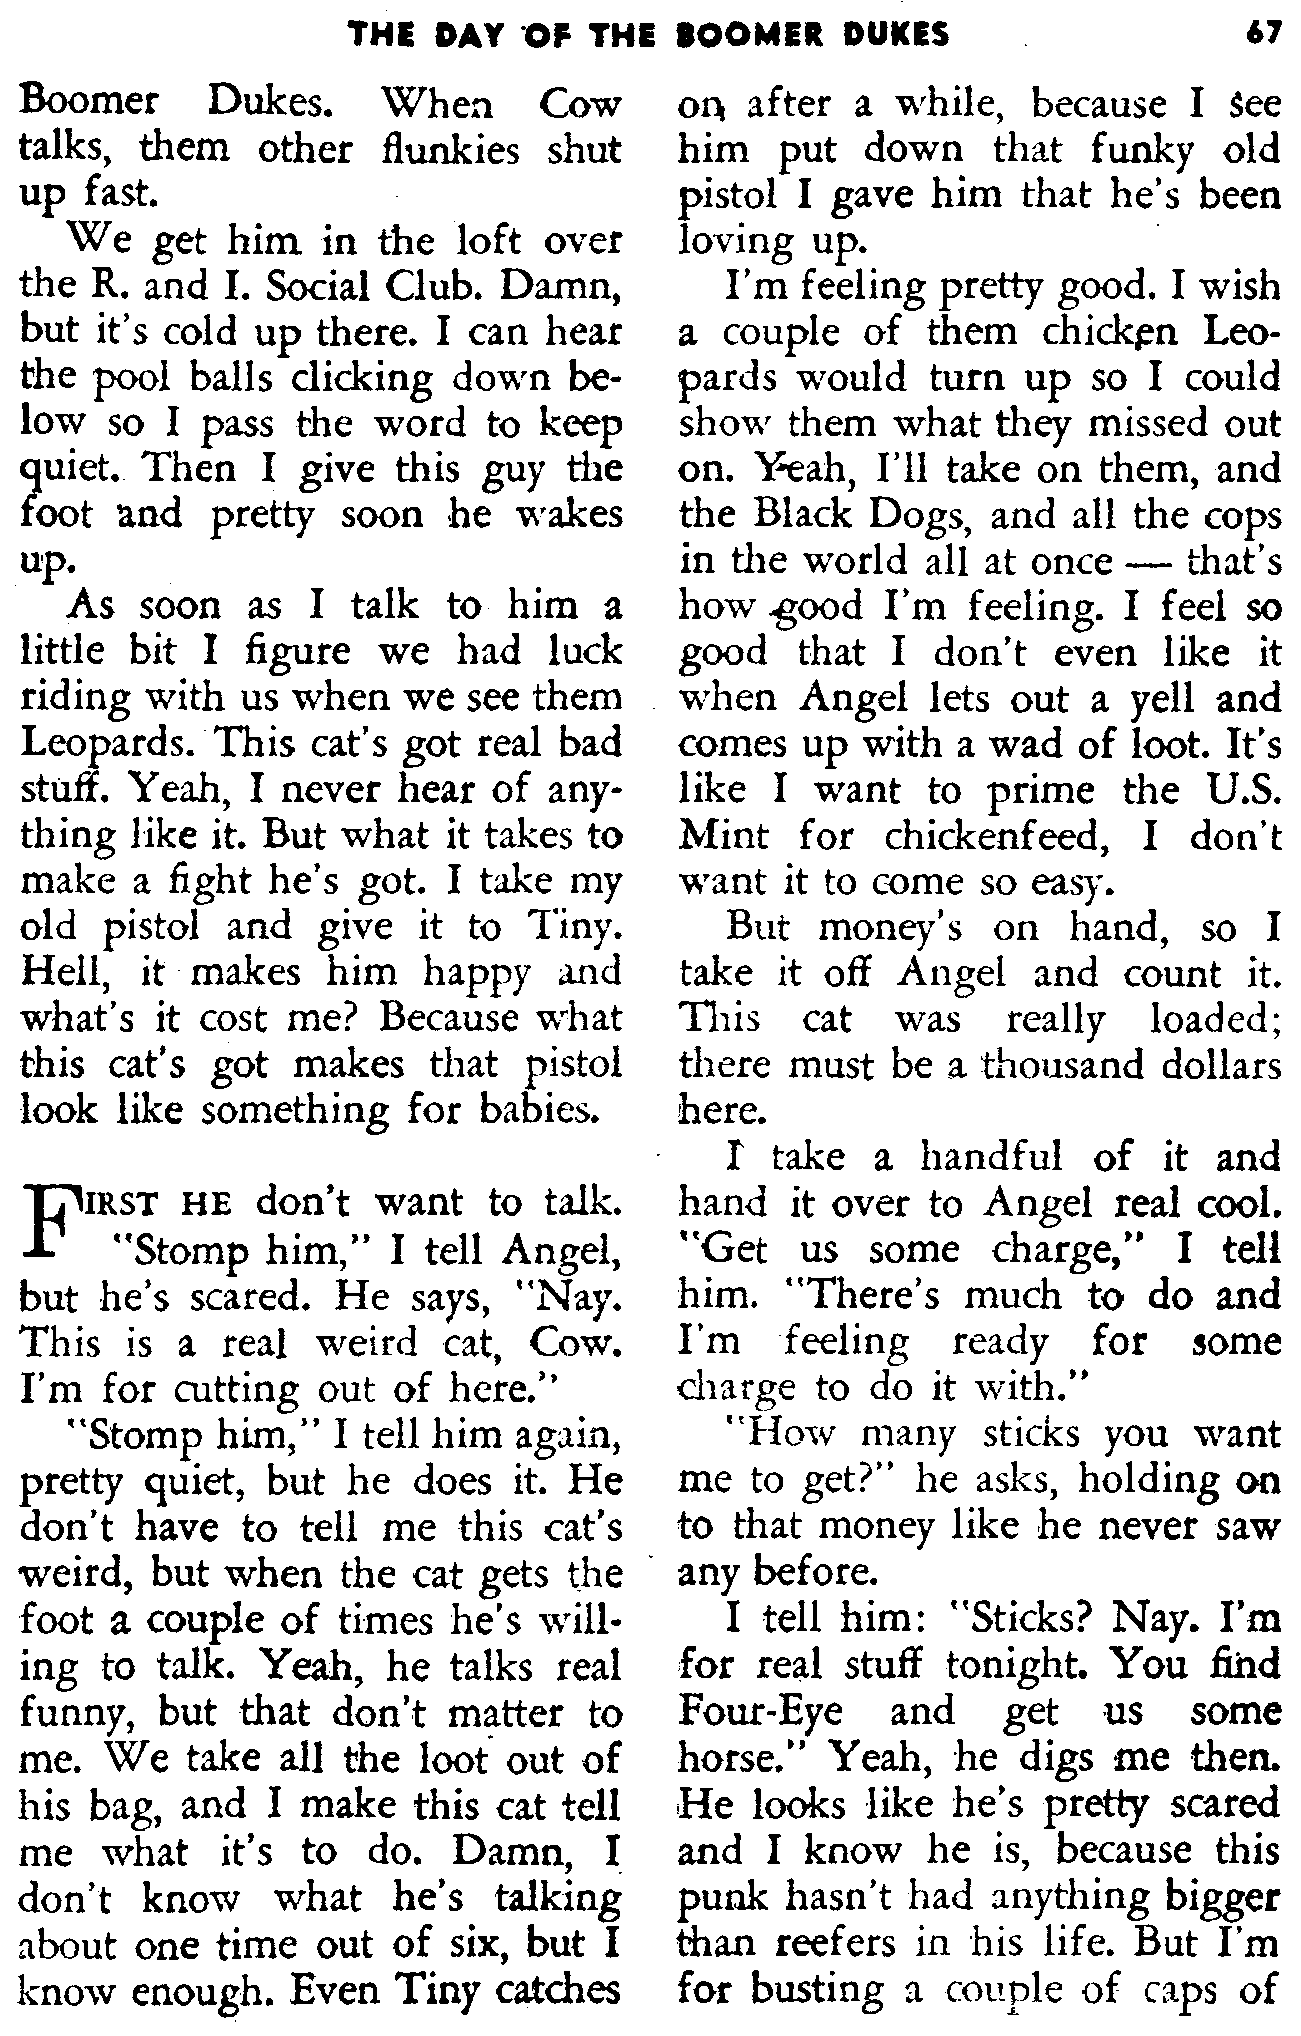 THE DAY OF THE BOOMER DUKES 67
Boomer Dukes. When Cow
talks, them other flunkies shut
up fast.
We get him in the loft over
the R. and I. Social Club. Damn,
but it's cold up there. I can hear
the pool balls clicking down be-
low so I pass the word to keep
quiet. Then I give this guy the
foot and pretty soon he wakes
up.
As soon as I talk to him a
little bit I figure we had luck
riding with us when we see them
Leopards. This cat's got real bad
stuff. Yeah, I never hear of any-
thing like it. But what it takes to
make a fight he's got. I take my
old pistol and give it to Tiny.
Hell, it makes him happy and
what's it cost me? Because what
this cat's got makes that pistol
look like something for babies.
FIRST HE don't want to talk.
"Stomp him," I tell Angel,
but he's scared. He says, "Nay.
This is a real weird cat, Cow.
I'm for cutting out of here."
"Stomp him," I tell him again,
pretty quiet, but he does it. He
don't have to tell me this cat's
weird, but when the cat gets the
foot a couple of times he's will-
ing to talk. Yeah, he talks real
funny, but that don't matter to
me. We take all the loot out of
his bag, and I make this cat tell
me what it's to do. Damn, I
don't know what he's talking
about one time out of six, but I
know enough. Even Tiny catches
on after a while, because I see
him put down that funky old
pistol I gave him that he's been
loving up.
I'm feeling pretty good. I wish
a couple of them chicken Leo-
pards would turn up so I could
show them what they missed out
on. Yeah, I'll take on them, and
the Black Dogs, and all the cops
in the world all at once — that's
how good I'm feeling. I feel so
good that I don't even like it
when Angel lets out a yell and
comes up with a wad of loot. It's
like I want to prime the U.S.
Mint for chickenfeed, I don't
want it to come so easy.
But money's on hand, so I
take it off Angel and count it.
This cat was really loaded;
there must be a thousand dollars
here.
I take a handful of it and
hand it over to Angel real cool.
"Get us some charge," I tell
him. "There's much to do and
I'm feeling ready for some
charge to do it with."
"How many sticks you want
me to get?" he asks, holding on
to that money like he never saw
any before.
I tell him: "Sticks? Nay. I'm
for real stuff tonight. You find
Four-Eye and get us some
horse." Yeah, he digs me then.
He looks like he's pretty scared
and I know he is, because this
punk hasn't had anything bigger
than reefers in his life. But I'm
for busting a couple of caps of